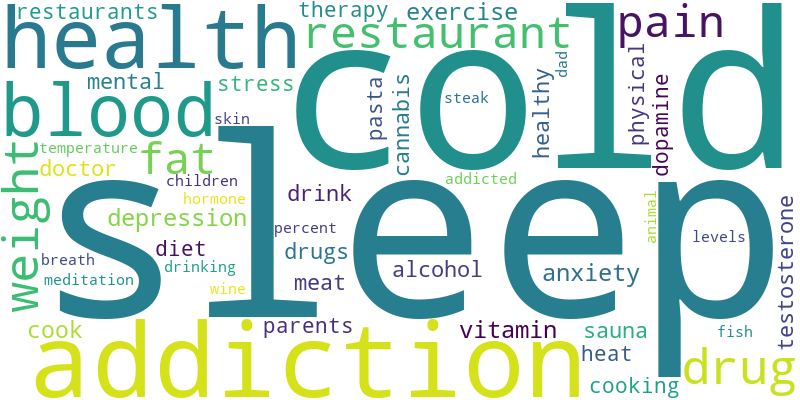 restaurants
therapy
exercise
health
restaurant
pain
cold
mental
stress
blood
pasta
cannabis
steak
dad
healthy
physical
dopamine
skin
temperature
doctor
fat
sleep
children
hormone
addicted
weight
depression
drink
percent
animal
levels
testosterone
breath
diet
drugs
meditation
drinking
meat
alcohol
anxiety
wine
cook
parents
vitamin
sauna
fish
addiction
heat
cooking
drug